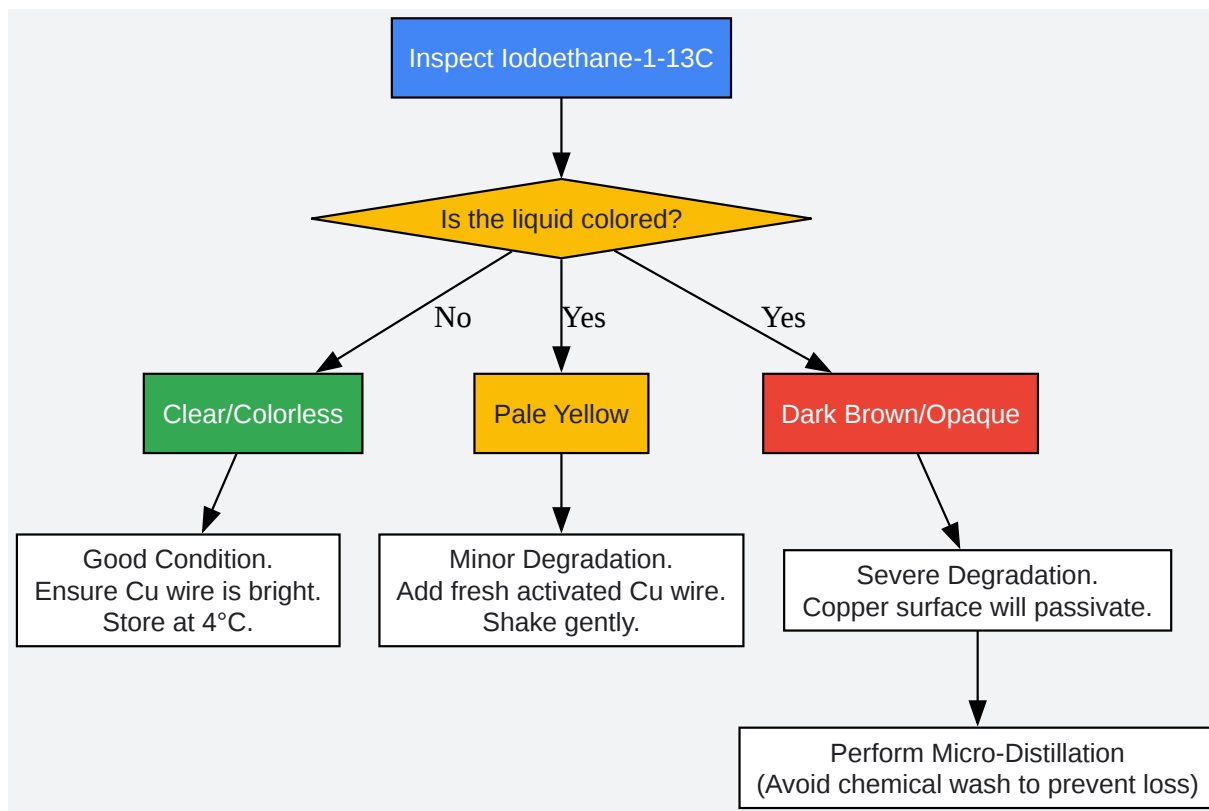 Inspect Iodoethane-1-13C
Is the liquid colored?
No
Yes
Yes
Clear/Colorless
Pale Yellow
Dark Brown/Opaque
Good Condition.
Ensure Cu wire is bright.
Store at 4°C.
Minor Degradation.
Add fresh activated Cu wire.
Shake gently.
Severe Degradation.
Copper surface will passivate.
Perform Micro-Distillation
(Avoid chemical wash to prevent loss)